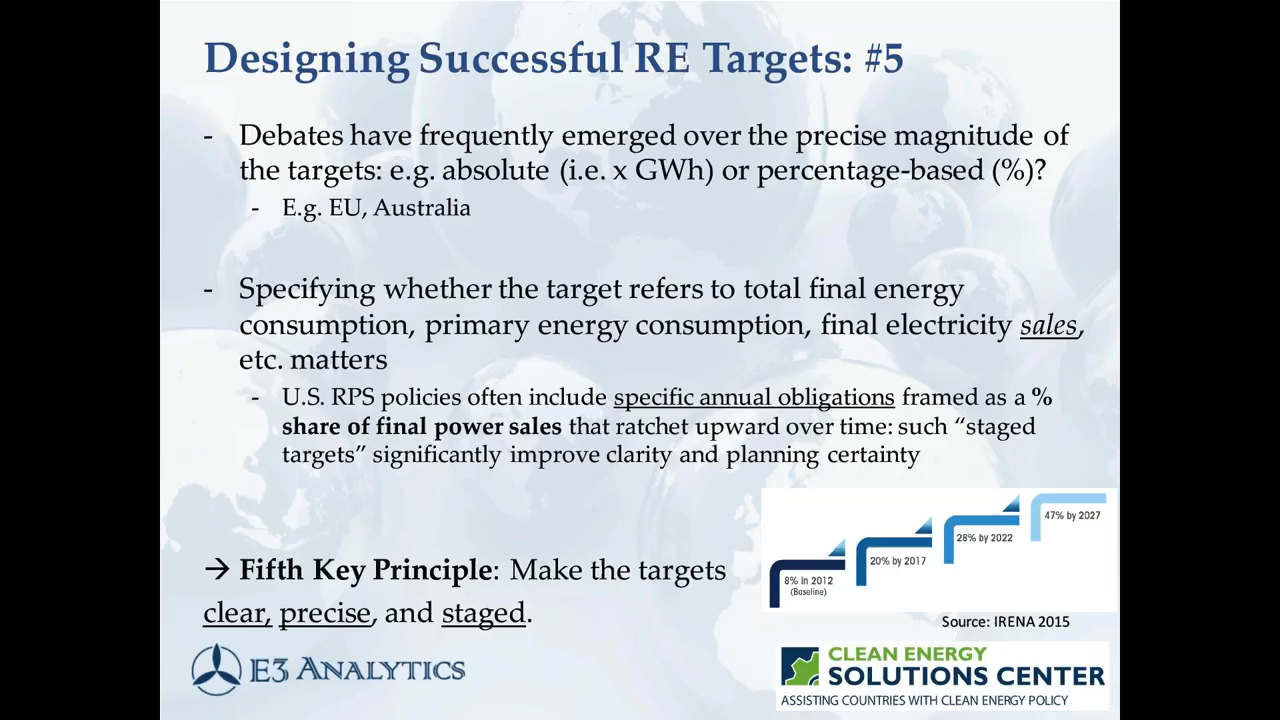 Designing Successful RE Targets: #5
- Debates have frequently emerged over the precise magnitude of
the targets: e.g. absolute (i.e. x GWh) or percentage-based (%)?
- E.g. EU, Australia
- Specifying whether the target refers to total final energy
consumption, primary energy consumption, final electricity sales,
etc. matters
- U.S. RPS policies often include specific annual obligations framed as a %
share of final power sales that ratchet upward over time: such “staged
targets” significantly improve clarity and planning certainty
→ Fifth Key Principle: Make the targets
clear, precise, and staged.
8% in 2012
(Baseline)
20% by 2017
28% by 2022
47% by 2027
Source: IRENA 2015
E3 ANALYTICS
CLEAN ENERGY
SOLUTIONS CENTER
ASSISTING COUNTRIES WITH CLEAN ENERGY POLICY